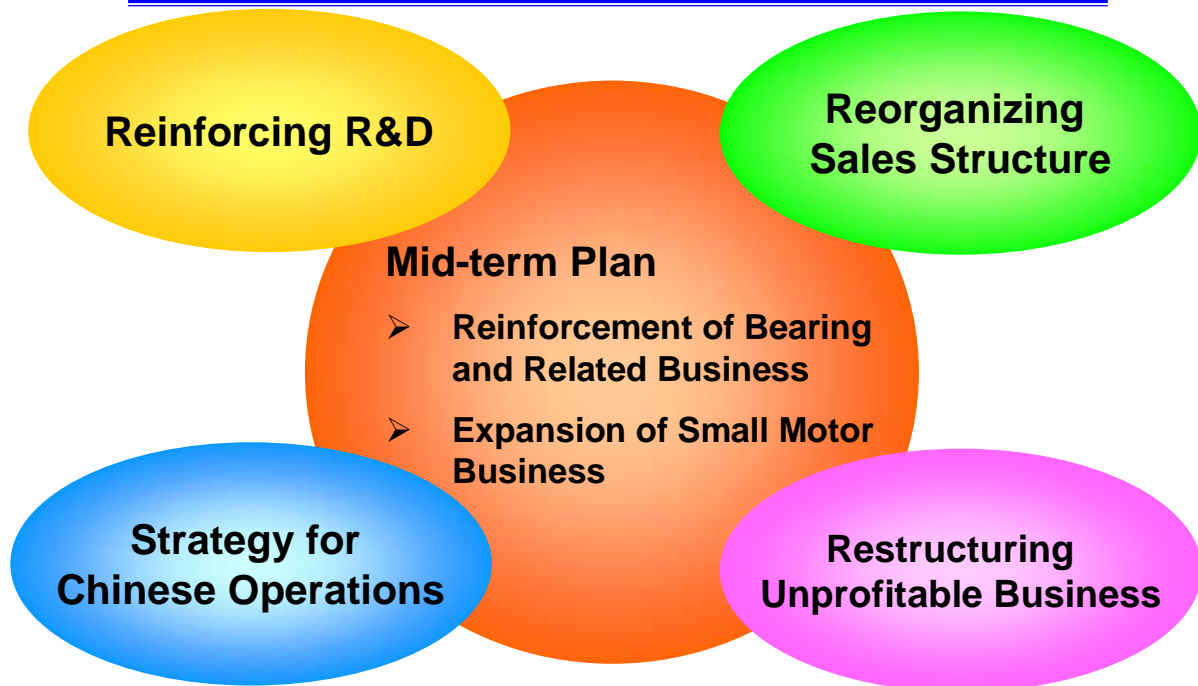 Reinforcing R&D
Reorganizing
Sales Structure
Mid-term Plan
➢ Reinforcement of Bearing
and Related Business
➢ Expansion of Small Motor
Business
Strategy for
Chinese Operations
Restructuring
Unprofitable Business